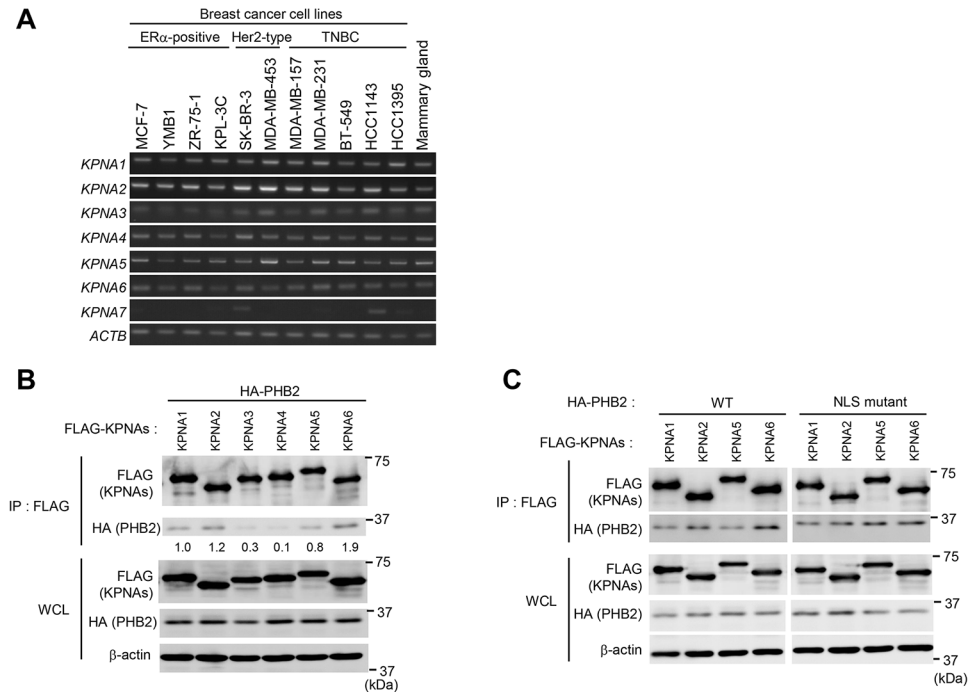 A
Breast cancer cell lines
ERα-positive Her2-type TNBC
MCF-7 YMB1 ZR-75-1 KPL-3C SK-BR-3 MDA-MB-453 MDA-MB-157 MDA-MB-231 BT-549 HCC1143 HCC1395 Mammary gland
KPNA1
KPNA2
KPNA3
KPNA4
KPNA5
KPNA6
KPNA7
ACTB
B
HA-PHB2
FLAG-KPNAs : KPNA1 KPNA2 KPNA3 KPNA4 KPNA5 KPNA6
75
IP : FLAG
FLAG
(KPNAs)
37
HA (PHB2)
1.0 1.2 0.3 0.1 0.8 1.9
75
WCL
FLAG
(KPNAs)
37
HA (PHB2)
β-actin
37
(kDa)
C
HA-PHB2 : WT NLS mutant
FLAG-KPNAs : KPNA1 KPNA2 KPNA5 KPNA6 KPNA1 KPNA2 KPNA5 KPNA6
75
IP : FLAG
FLAG
(KPNAs)
37
HA (PHB2)
75
WCL
FLAG
(KPNAs)
37
HA (PHB2)
β-actin
37
(kDa)